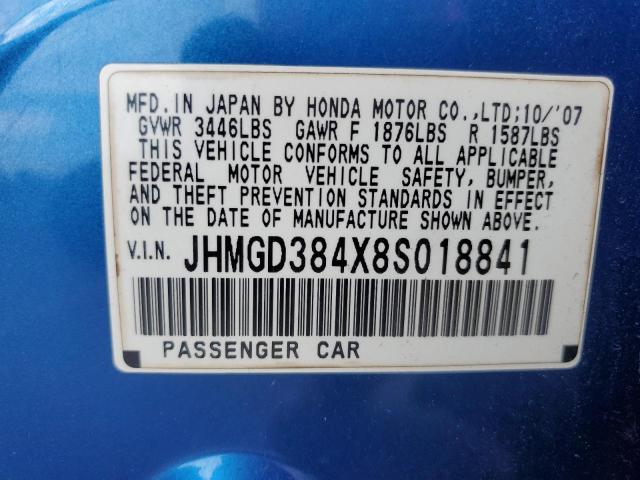 MFD. IN JAPAN BY HONDA MOTOR CO.,LTD;10/'07
GVWR 3446LBS GAWR F 1876LBS R 1587LBS
THIS VEHICLE CONFORMS TO ALL APPLICABLE
FEDERAL MOTOR VEHICLE SAFETY, BUMPER,
AND THEFT PREVENTION STANDARDS IN EFFECT
ON THE DATE OF MANUFACTURE SHOWN ABOVE.
V.I.N. JHMGD384X8S018841
PASSENGER CAR